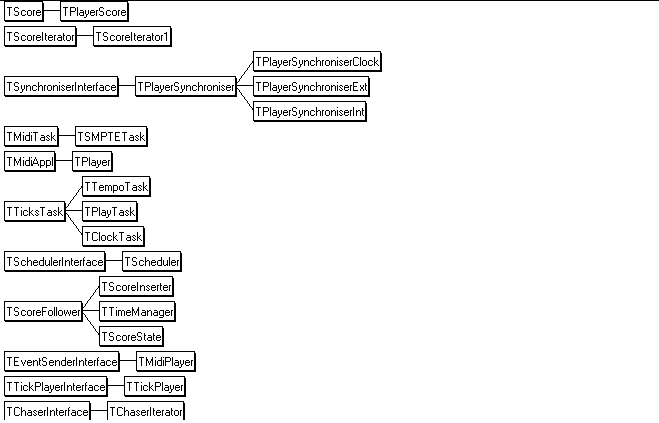 TScore TPlayerScore
TScoreIterator TScoreIterator1
TPlayerSynchroniserClock
TSynchroniserInterface TPlayerSynchroniser TPlayerSynchroniserExt
TPlayerSynchroniserInt
TMidiTask TSMPTETask
TMidiAppl TPlayer
TTempoTask
TTicksTask TPlayTask
TClockTask
TSchedulerInterface TScheduler
TScoreInserter
TScoreFollower TTimeManager
TScoreState
TEventSenderInterface TMidiPlayer
TTickPlayerInterface TTickPlayer
TChaserInterface TChaserIterator